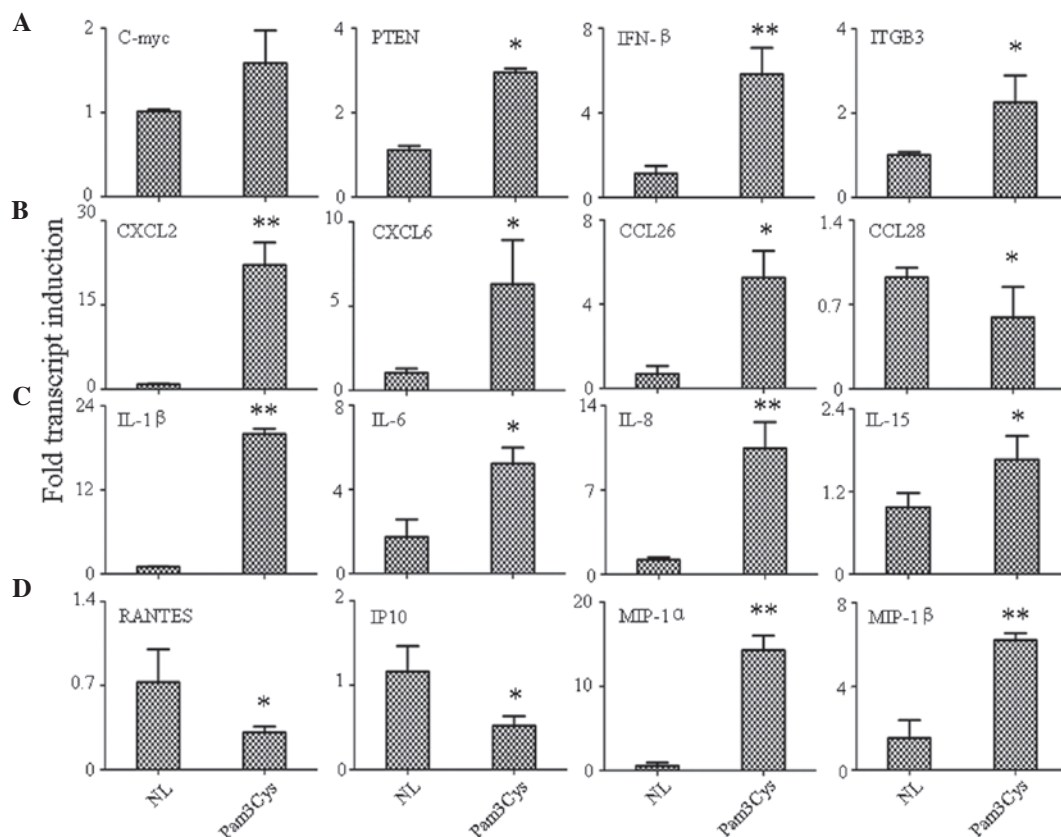 A
C-myc
2
1
0
PTEN
*
4
2
0
IFN-β
**
8
4
0
ITGB3
*
4
2
0
B
CXCL2
**
30
15
0
CXCL6
*
10
5
0
CCL26
*
8
4
0
CCL28
*
1.4
0.7
0
Fold transcript induction
C
IL-1β
**
24
12
0
IL-6
*
8
4
0
IL-8
**
14
7
0
IL-15
*
2.4
1.2
0
D
RANTES
*
1.4
0.7
0
IP10
*
2
1
0
MIP-1α
**
20
10
0
MIP-1β
**
8
4
0
NL
Pam3Cys
NL
Pam3Cys
NL
Pam3Cys
NL
Pam3Cys